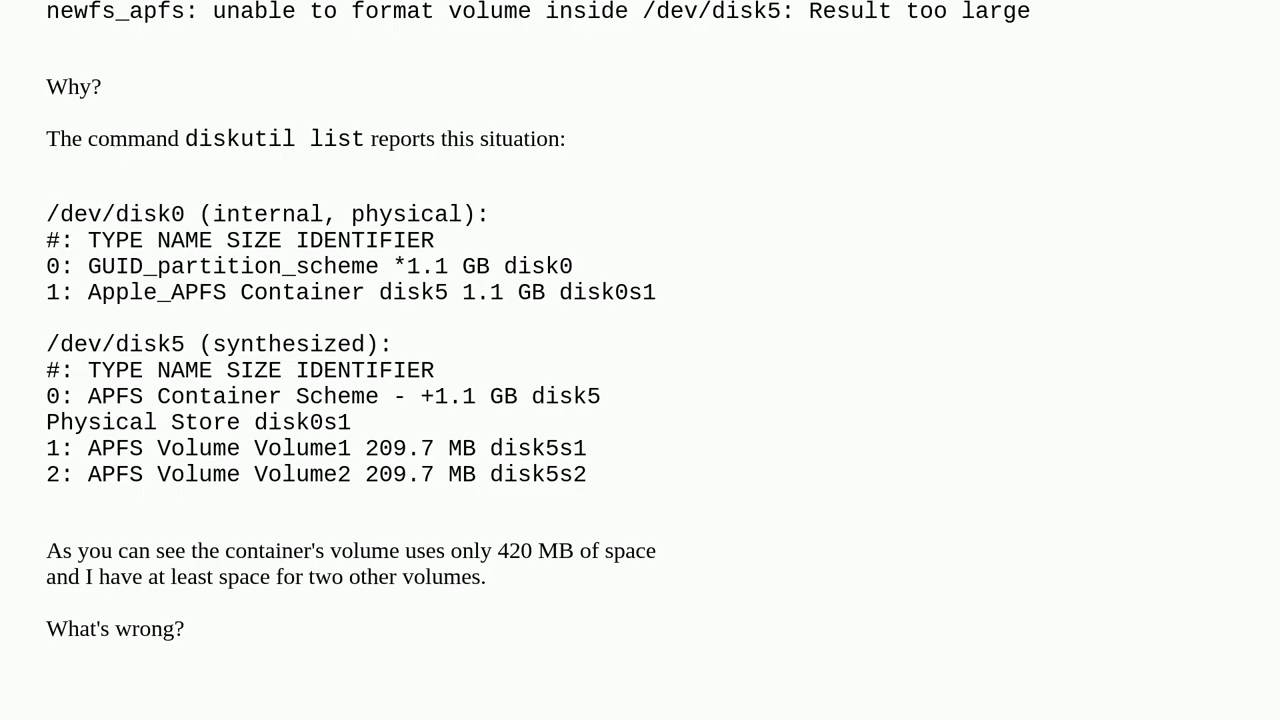 newfs_apfs: unable to format volume inside /dev/disk5: Result too large
Why?
The command diskutil list reports this situation:
/dev/disk0 (internal, physical):
#: TYPE NAME SIZE IDENTIFIER
0: GUID_partition_scheme *1.1 GB disk0
1: Apple_APFS Container disk5 1.1 GB disk0s1
/dev/disk5 (synthesized):
#: TYPE NAME SIZE IDENTIFIER
0: APFS Container Scheme - +1.1 GB disk5
Physical Store disk0s1
1: APFS Volume Volume1 209.7 MB disk5s1
2: APFS Volume Volume2 209.7 MB disk5s2
As you can see the container's volume uses only 420 MB of space
and I have at least space for two other volumes.
What's wrong?